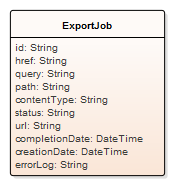 ExportJob
id: String
href: String
query: String
path: String
contentType: String
status: String
url: String
completionDate: DateTime
creationDate: DateTime
errorLog: String